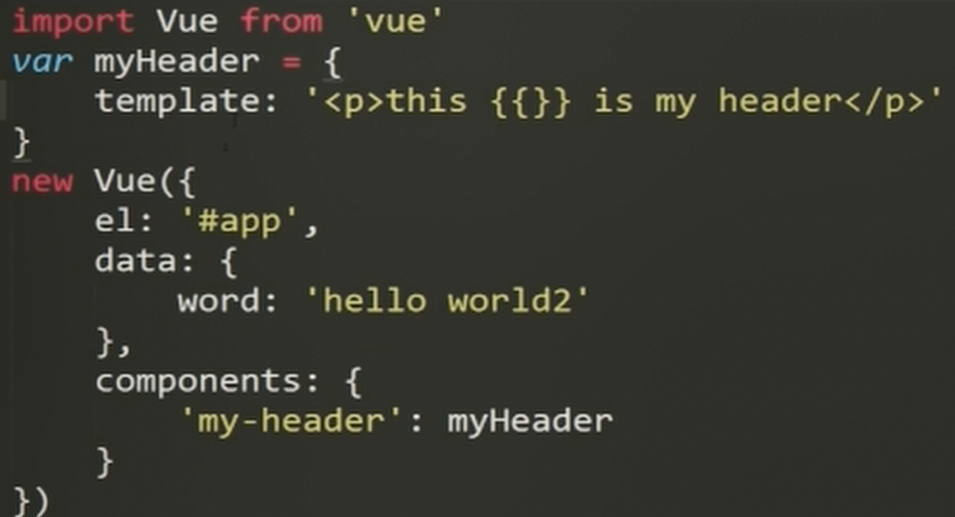 import Vue from 'vue'
var myHeader = {
    template: '<p>this {{}} is my header</p>'
}
new Vue({
    el: '#app',
    data: {
        word: 'hello world2'
    },
    components: {
        'my-header': myHeader
    }
})